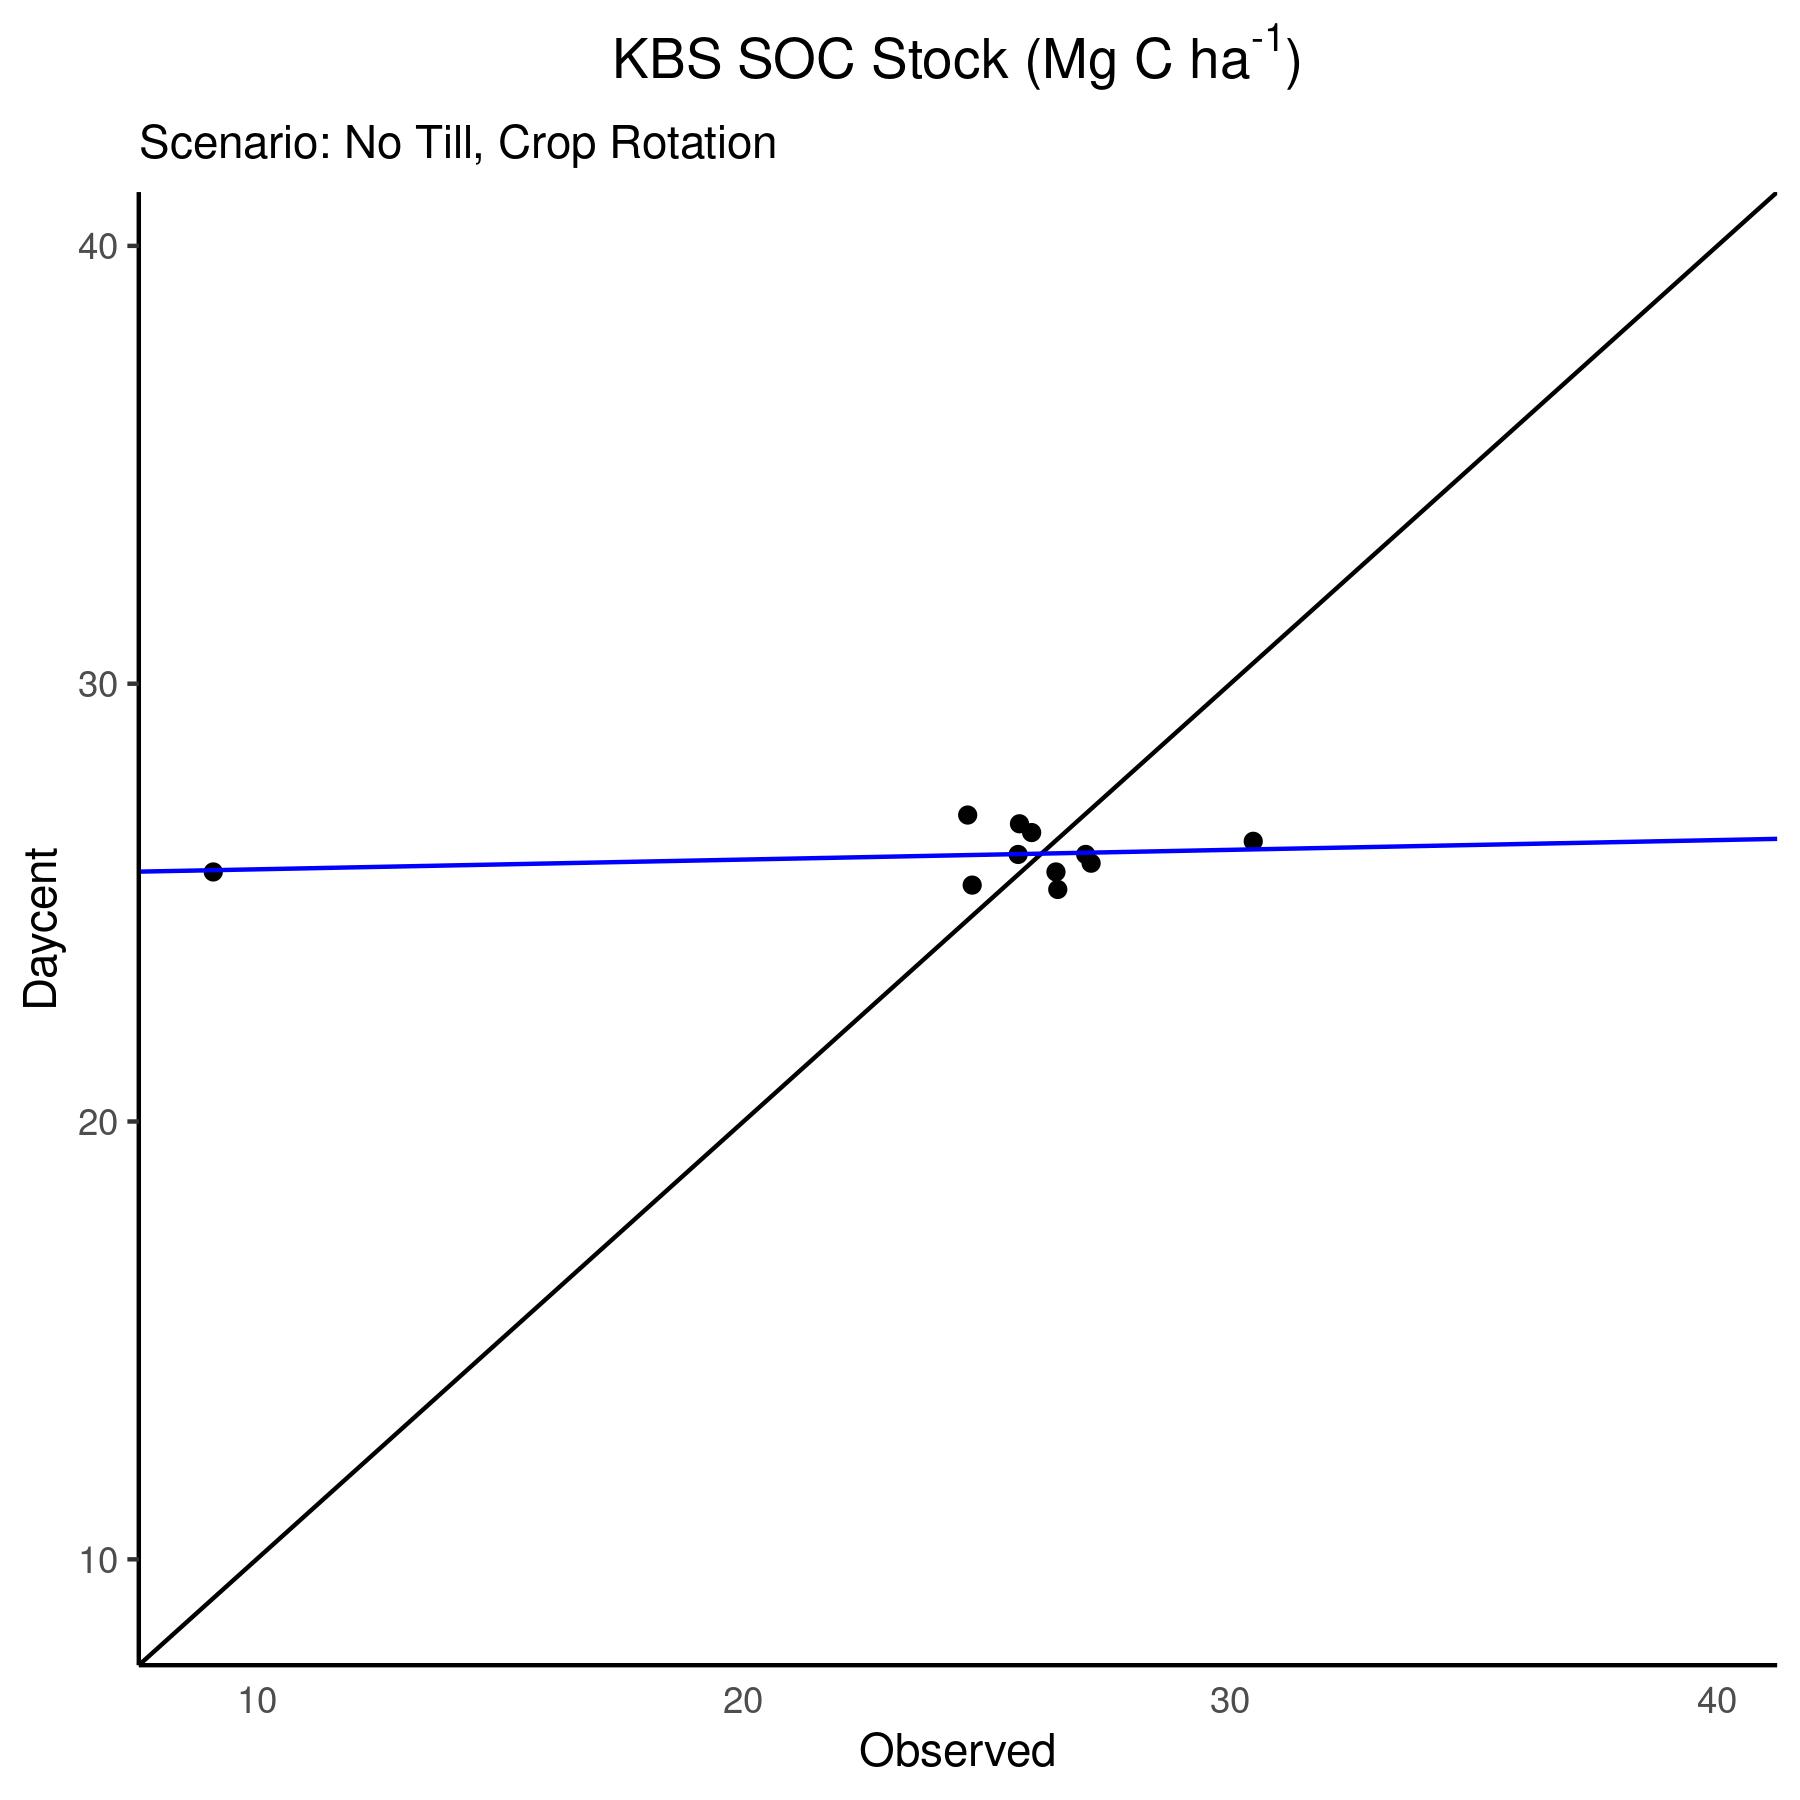 KBS SOC Stock (Mg C ha-1)
Scenario: No Till, Crop Rotation
40
30
20
10
Daycent
10 20 30 40
Observed